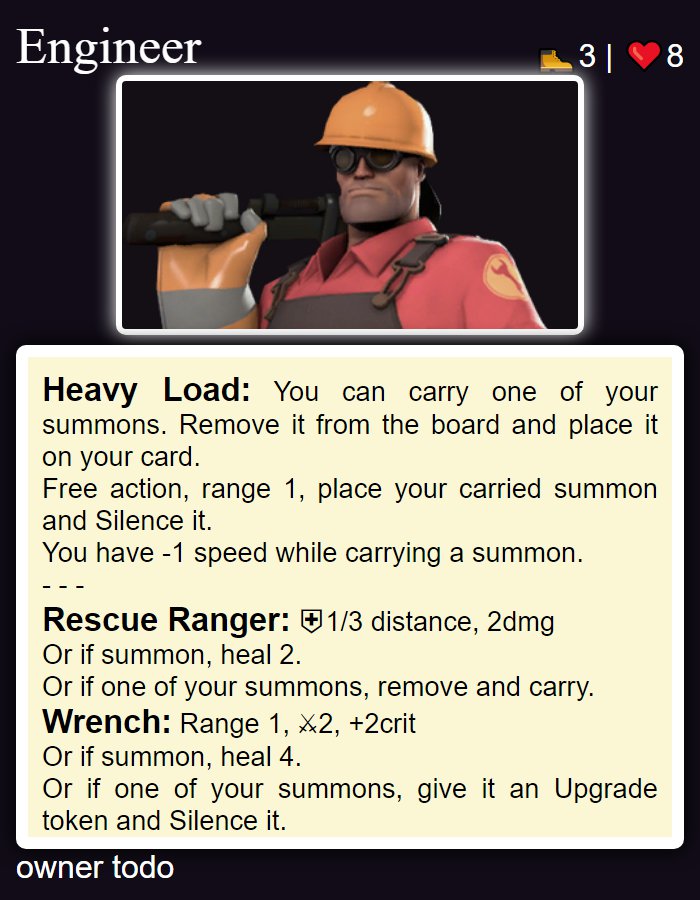 Engineer
🥾3 | ❤️8
Heavy Load: You can carry one of your
summons. Remove it from the board and place it
on your card.
Free action, range 1, place your carried summon
and Silence it.
You have -1 speed while carrying a summon.
- - -
Rescue Ranger: ⛨1/3 distance, 2dmg
Or if summon, heal 2.
Or if one of your summons, remove and carry.
Wrench: Range 1, ⚔2, +2crit
Or if summon, heal 4.
Or if one of your summons, give it an Upgrade
token and Silence it.
owner todo